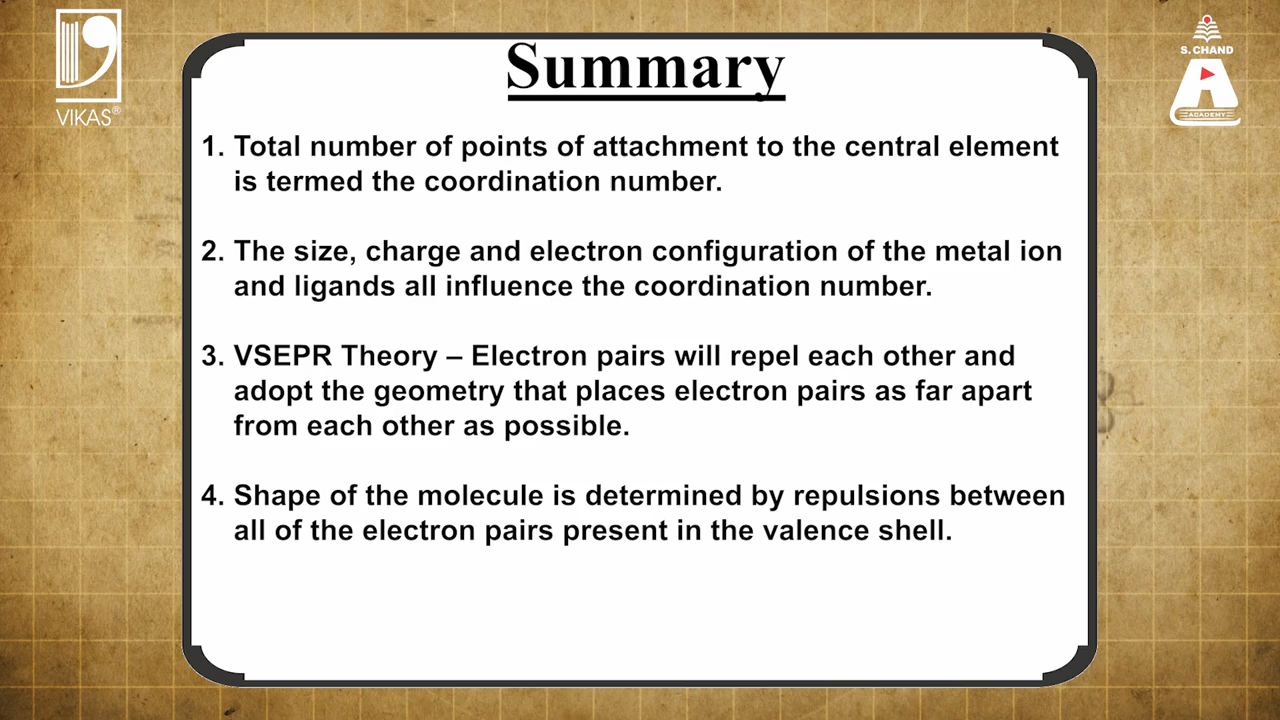 Summary
VIKAS®
S. CHAND
ACADEMY
1. Total number of points of attachment to the central element
is termed the coordination number.
2. The size, charge and electron configuration of the metal ion
and ligands all influence the coordination number.
3. VSEPR Theory – Electron pairs will repel each other and
adopt the geometry that places electron pairs as far apart
from each other as possible.
4. Shape of the molecule is determined by repulsions between
all of the electron pairs present in the valence shell.